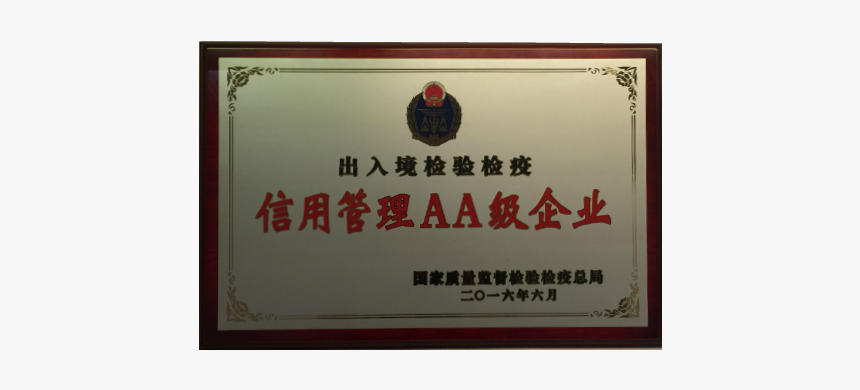 出入境检验检疫
信用管理AA级企业
国家质量监督检验检疫总局
二〇一六年六月